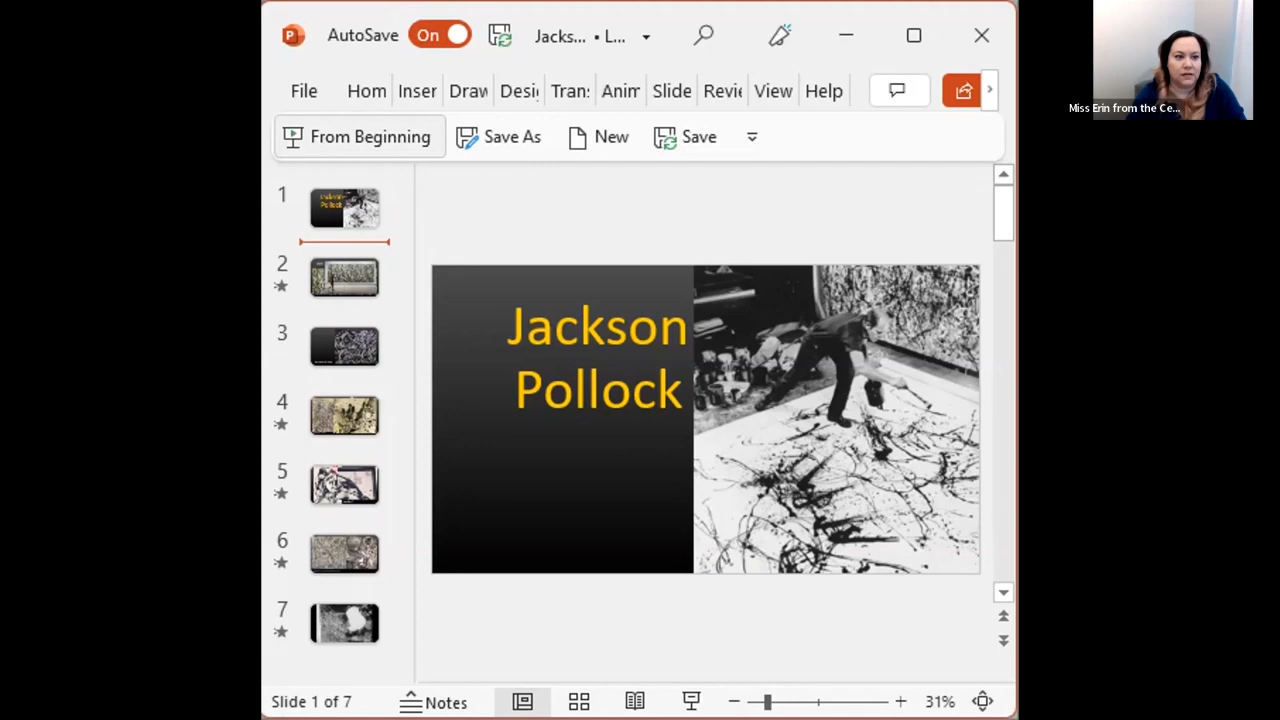 AutoSave On Jacks... • L...
File Hom Inser Draw Desi Tran: Anim Slide Revie View Help
From Beginning Save As New Save
Miss Erin from the Ce...
1
2
3
4
5
6
7
Jackson
Pollock
Slide 1 of 7 Notes 31%